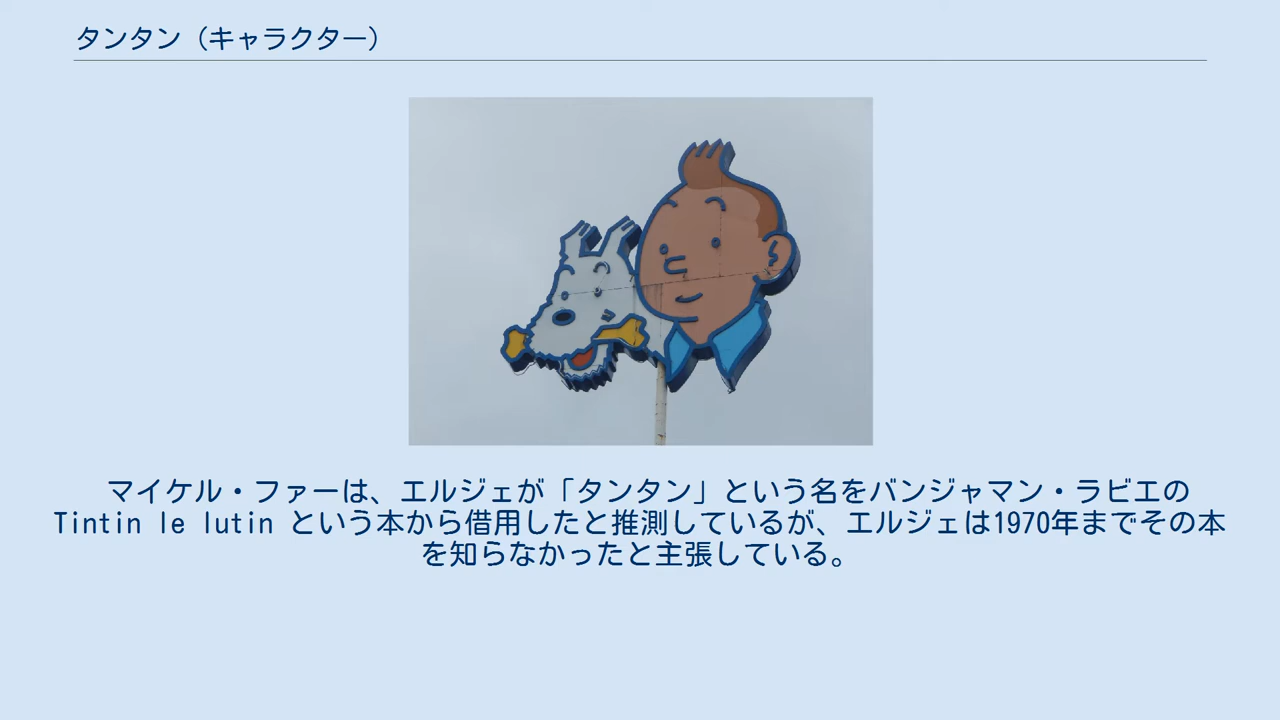 タンタン（キャラクター）
マイケル・ファーは、エルジェが「タンタン」という名をバンジャマン・ラビエの
Tintin le lutin という本から借用したと推測しているが、エルジェは1970年までその本
を知らなかったと主張している。